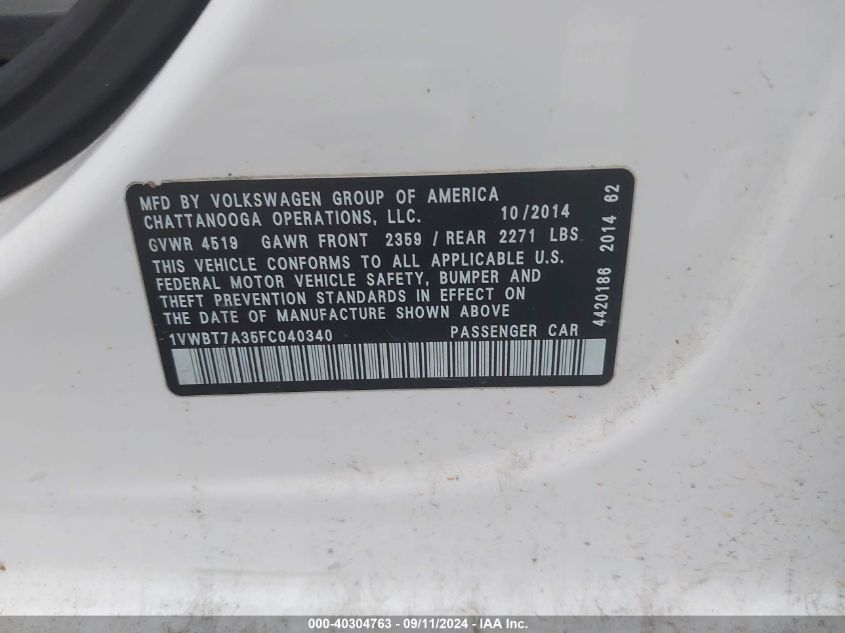 MFD BY VOLKSWAGEN GROUP OF AMERICA
CHATTANOOGA OPERATIONS, LLC. 10/2014
GVWR 4519 GAWR FRONT 2359 / REAR 2271 LBS
THIS VEHICLE CONFORMS TO ALL APPLICABLE U.S.
FEDERAL MOTOR VEHICLE SAFETY, BUMPER AND
THEFT PREVENTION STANDARDS IN EFFECT ON
THE DATE OF MANUFACTURE SHOWN ABOVE
1VWBT7A35FC040340 PASSENGER CAR
4420186 2014 62
000-40304763 - 09/11/2024 - IAA Inc.